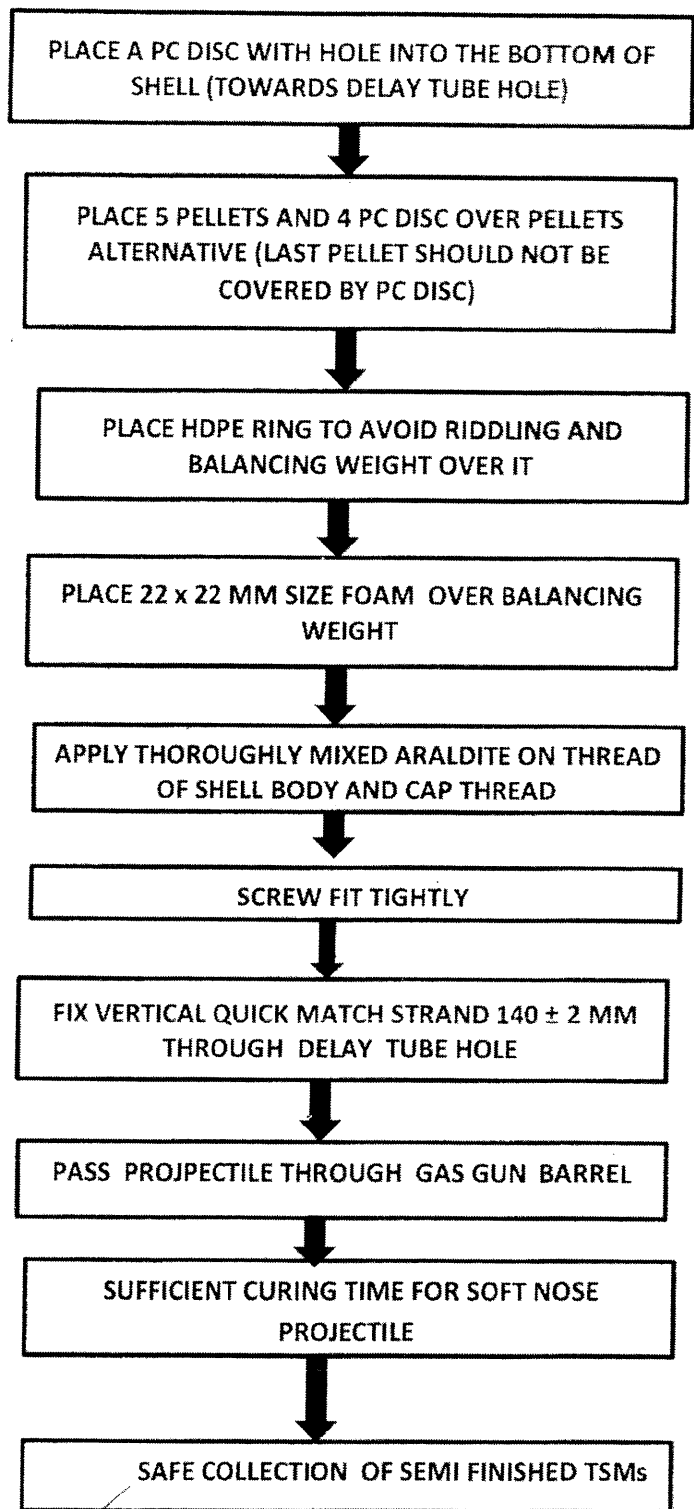 PLACE A PC DISC WITH HOLE INTO THE BOTTOM OF
SHELL (TOWARDS DELAY TUBE HOLE)
PLACE 5 PELLETS AND 4 PC DISC OVER PELLETS
ALTERNATIVE (LAST PELLET SHOULD NOT BE
COVERED BY PC DISC)
PLACE HDPE RING TO AVOID RIDDLING AND
BALANCING WEIGHT OVER IT
PLACE 22 x 22 MM SIZE FOAM OVER BALANCING
WEIGHT
APPLY THOROUGHLY MIXED ARALDITE ON THREAD
OF SHELL BODY AND CAP THREAD
SCREW FIT TIGHTLY
FIX VERTICAL QUICK MATCH STRAND 140 ± 2 MM
THROUGH DELAY TUBE HOLE
PASS PROJPECTILE THROUGH GAS GUN BARREL
SUFFICIENT CURING TIME FOR SOFT NOSE
PROJECTILE
SAFE COLLECTION OF SEMI FINISHED TSMs